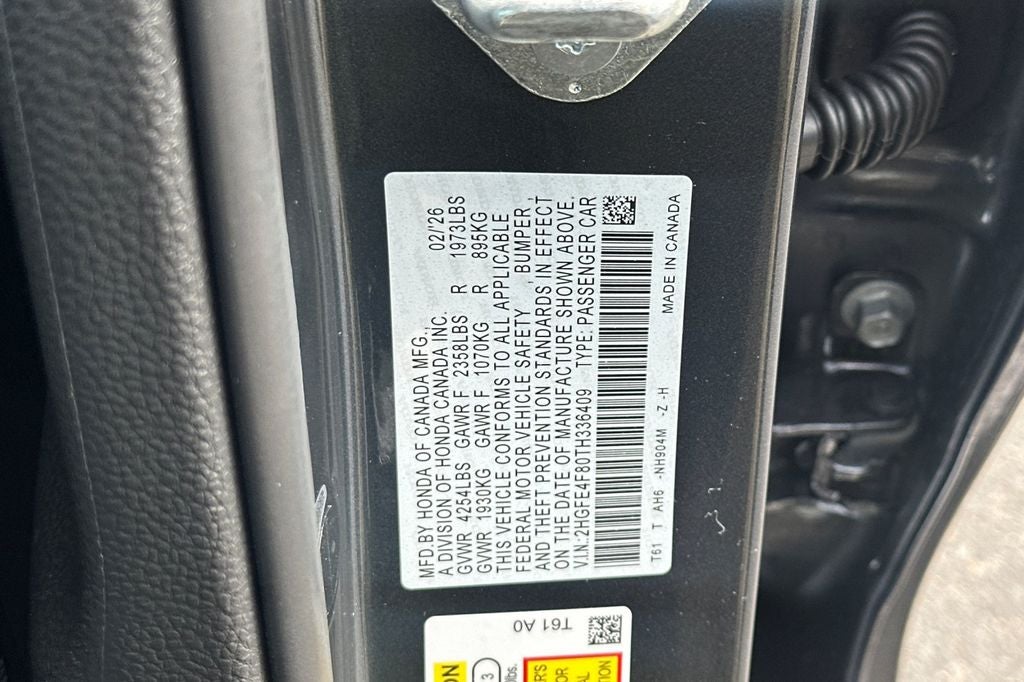 MFD.BY HONDA OF CANADA MFG.,
A DIVISION OF HONDA CANADA INC. 02/'26
GVWR 4254LBS GAWR F 2358LBS R 1973LBS
GVWR 1930KG GAWR F 1070KG R 895KG
THIS VEHICLE CONFORMS TO ALL APPLICABLE
FEDERAL MOTOR VEHICLE SAFETY , BUMPER ,
AND THEFT PREVENTION STANDARDS IN EFFECT
ON THE DATE OF MANUFACTURE SHOWN ABOVE.
V.I.N.:2HGFE4F80TH336409 TYPE: PASSENGER CAR
T61 T AH6 -NH904M -Z -H
MADE IN CANADA
T61 A0
3
lbs.